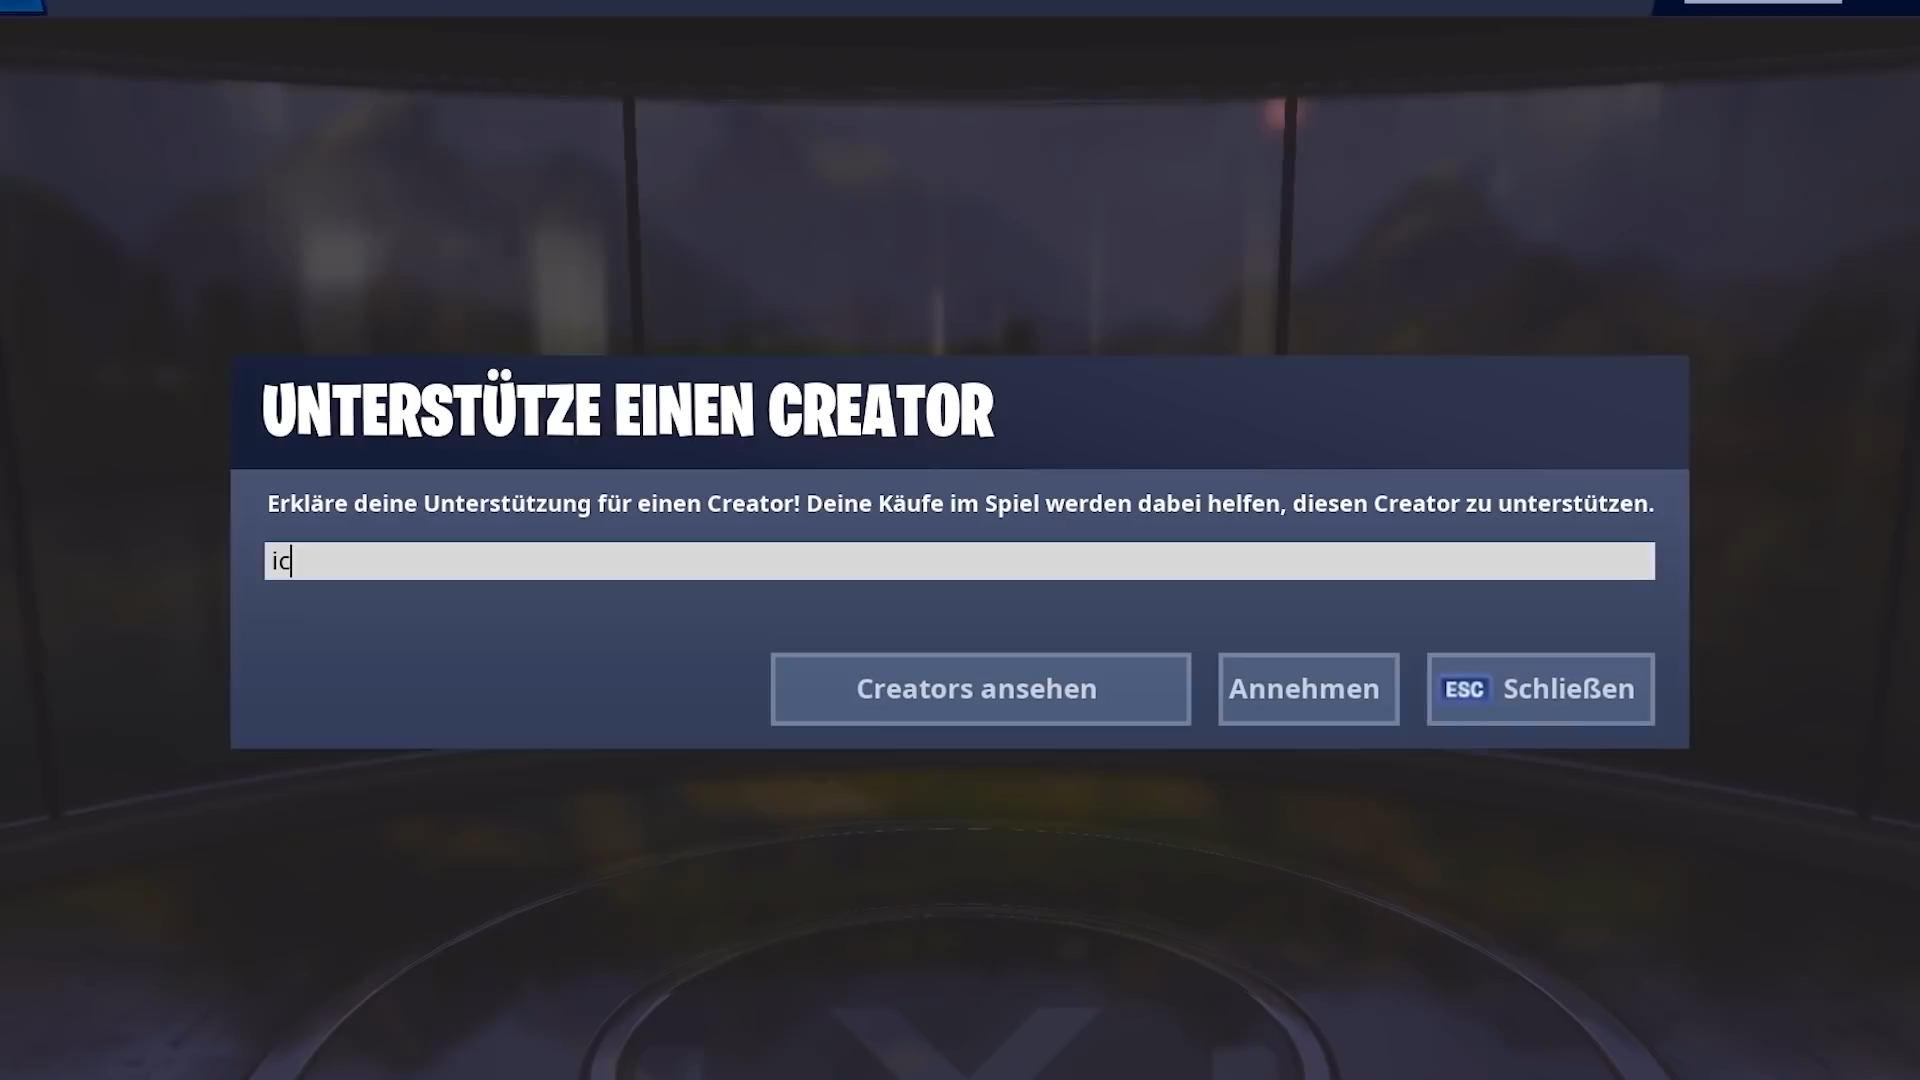 UNTERSTÜTZE EINEN CREATOR
Erkläre deine Unterstützung für einen Creator! Deine Käufe im Spiel werden dabei helfen, diesen Creator zu unterstützen.
ic
Creators ansehen
Annehmen
ESC Schließen